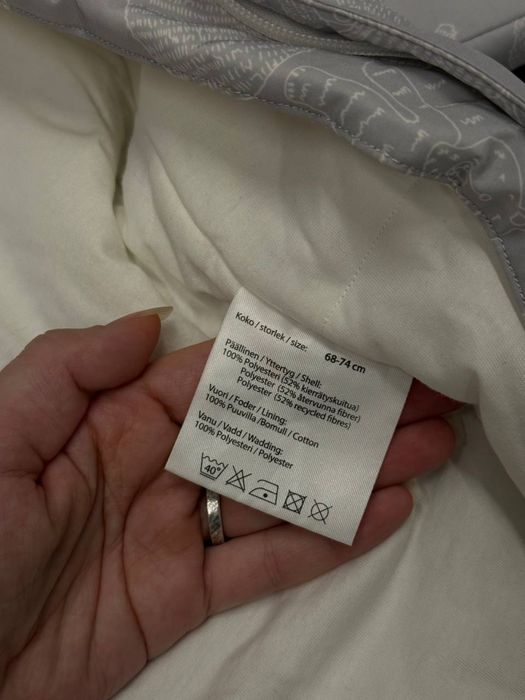 Koko / storlek / size:
68-74 cm
Päällinen / Yttertyg / Shell:
100% Polyesteri (52% kierrätyskuitua)
Polyester (52% återvunna fibrer)
Polyester (52% recycled fibres)
Vuori / Foder / Lining:
100% Puuvilla / Bomull / Cotton
Vanu / Vadd / Wadding:
100% Polyesteri / Polyester
40°